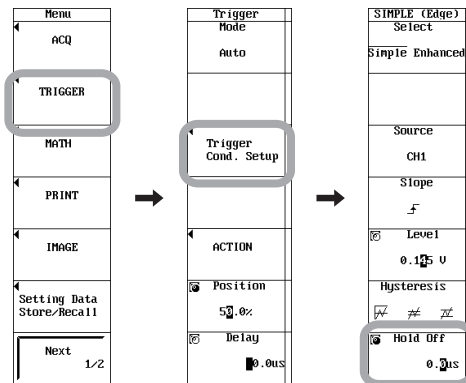 Menu
ACQ
TRIGGER
MATH
PRINT
IMAGE
Setting Data
Store/Recall
Next
1/2
Trigger
Mode
Auto
Trigger
Cond. Setup
ACTION
Position
50.0%
Delay
0.0us
SIMPLE (Edge)
Select
Simple Enhanced
Source
CH1
Slope
Level
0.145 V
Hysteresis
Hold Off
0.0us